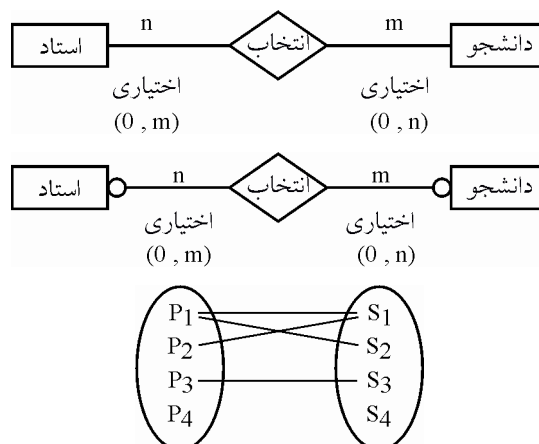 n m
استاد انتخاب دانشجو
اختیاری اختیاری
(0 , m) (0 , n)
n m
استاد انتخاب دانشجو
اختیاری اختیاری
(0 , m) (0 , n)
P1 S1
P2 S2
P3 S3
P4 S4